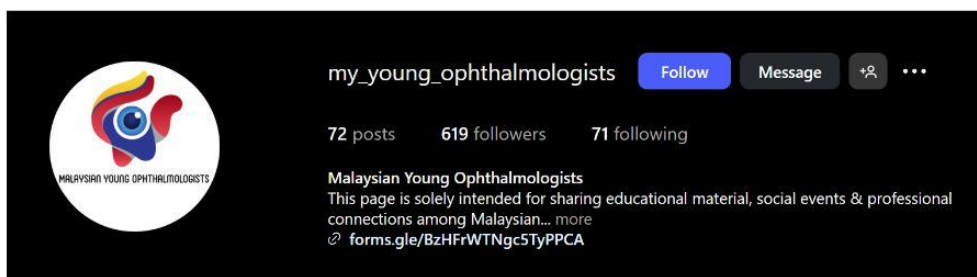 my_young_ophthalmologists Follow Message
72 posts 619 followers 71 following
MALAYSIAN YOUNG OPHTHALMOLOGISTS
Malaysian Young Ophthalmologists
This page is solely intended for sharing educational material, social events & professional
connections among Malaysian... more
forms.gle/BzHFrWTNgc5TyPPCA